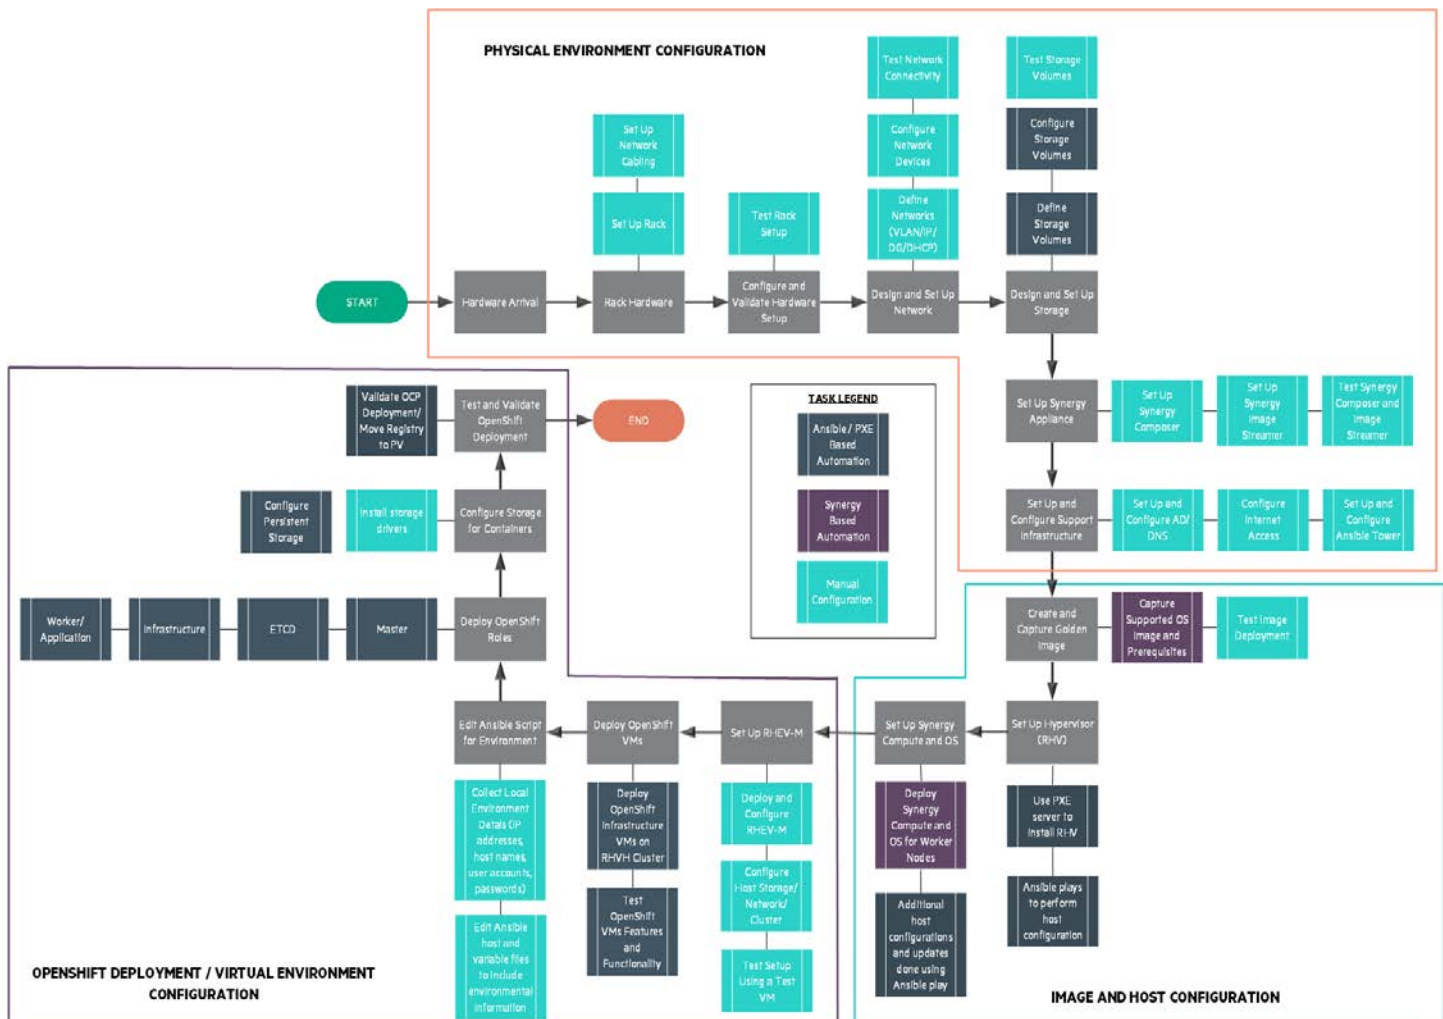 PHYSICAL ENVIRONMENT CONFIGURATION
Test Network
Connectivity
Test Storage
Volumes
Set Up
Network
Cabling
Configure
Network
Devices
Configure
Storage
Volumes
Set Up Rack
Test Rack
Setup
Define
Networks
(VLAN/IP/
DG/DHCP)
Define
Storage
Volumes
START
Hardware Arrival
Rack Hardware
Configure and
Validate Hardware
Setup
Design and Set Up
Network
Design and Set Up
Storage
Validate OCP
Deployment/
Move Registry
to PV
Test and Validate
OpenShift
Deployment
END
TASK LEGEND
Ansible / PXE
Based
Automation
Synergy
Based
Automation
Manual
Configuration
Set Up Synergy
Appliance
Set Up
Synergy
Composer
Set Up
Synergy
Image
Streamer
Test Synergy
Composer and
Image
Streamer
Configure
Persistent
Storage
Install storage
drivers
Configure Storage
for Containers
Set Up and
Configure Support
Infrastructure
Set Up and
Configure AD/
DNS
Configure
Internet
Access
Set Up and
Configure
Ansible Tower
Worker/
Application
Infrastructure
ETCD
Master
Deploy OpenShift
Roles
Create and
Capture Golden
Image
Capture
Supported OS
Image and
Prerequisites
Test Image
Deployment
Edit Ansible Script
for Environment
Deploy OpenShift
VMs
Set Up RHEV-M
Set Up Synergy
Compute and OS
Set Up Hypervisor
(RHV)
Collect Local
Environment
Details (IP
addresses,
host names,
user accounts,
passwords)
Deploy
OpenShift
Infrastructure
VMs on
RHVH Cluster
Deploy and
Configure
RHEV-M
Deploy
Synergy
Compute and
OS for Worker
Nodes
Use PXE
server to
install RHV
Edit Ansible
host and
variable files
to include
environmental
information
Test
OpenShift
VMs Features
and
Functionality
Configure
Host Storage/
Network/
Cluster
Test Setup
Using a Test
VM
Additional
host
configurations
and updates
done using
Ansible play
Ansible plays
to perform
host
configuration
OPENSHIFT DEPLOYMENT / VIRTUAL ENVIRONMENT
CONFIGURATION
IMAGE AND HOST CONFIGURATION